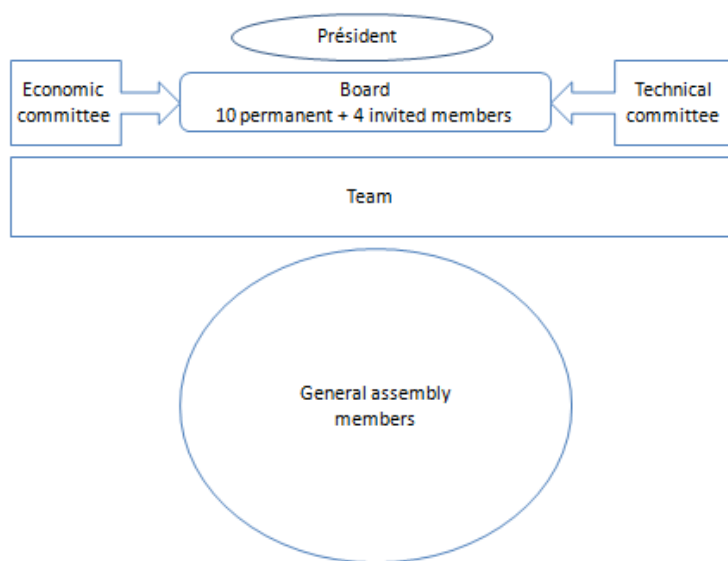 Président
Economic
committee
Board
10 permanent + 4 invited members
Technical
committee
Team
General assembly
members